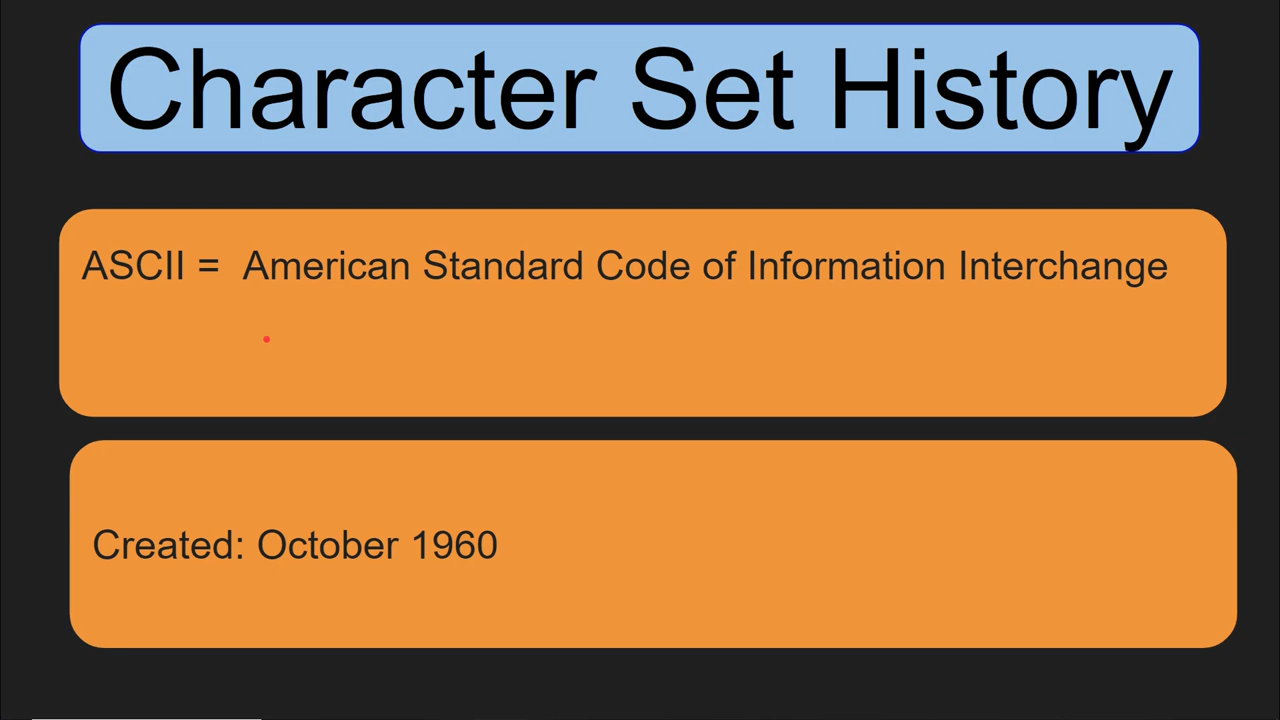 Character Set History
ASCII = American Standard Code of Information Interchange
Created: October 1960